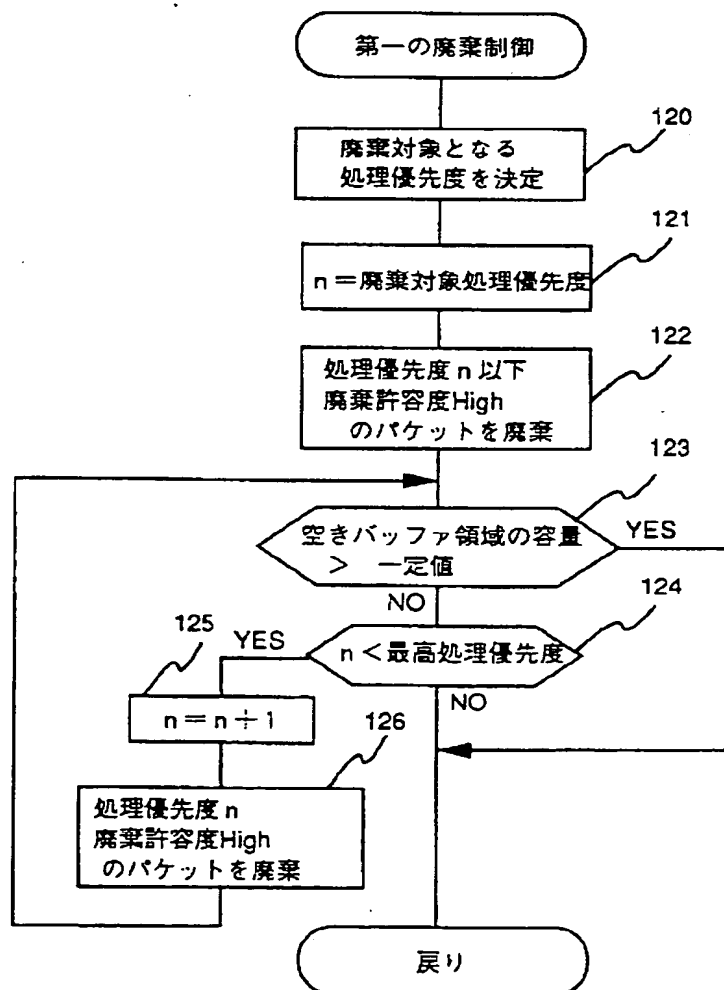 第一の廃棄制御
120
廃棄対象となる
処理優先度を決定
121
n＝廃棄対象処理優先度
122
処理優先度n以下
廃棄許容度High
のパケットを廃棄
123
空きバッファ領域の容量
＞ 一定値
YES
NO
124
n＜最高処理優先度
YES
NO
125
n＝n＋1
126
処理優先度n
廃棄許容度High
のパケットを廃棄
戻り